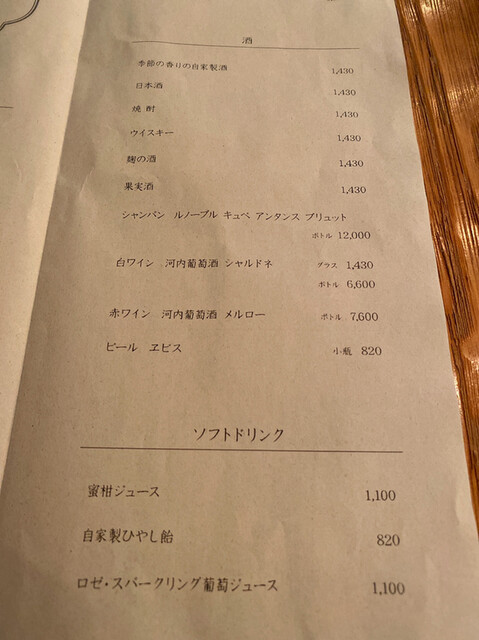 酒
季節の香りの自家製酒 1,430
日本酒 1,430
焼酎 1,430
ウイスキー 1,430
麹の酒 1,430
果実酒 1,430
シャンパン ルノーブル キュベ アンタンス ブリュット
ボトル 12,000
白ワイン 河内葡萄酒 シャルドネ グラス 1,430
ボトル 6,600
赤ワイン 河内葡萄酒 メルロー ボトル 7,600
ビール ヱビス 小瓶 820
ソフトドリンク
蜜柑ジュース 1,100
自家製ひやし飴 820
ロゼ・スパークリング葡萄ジュース 1,100